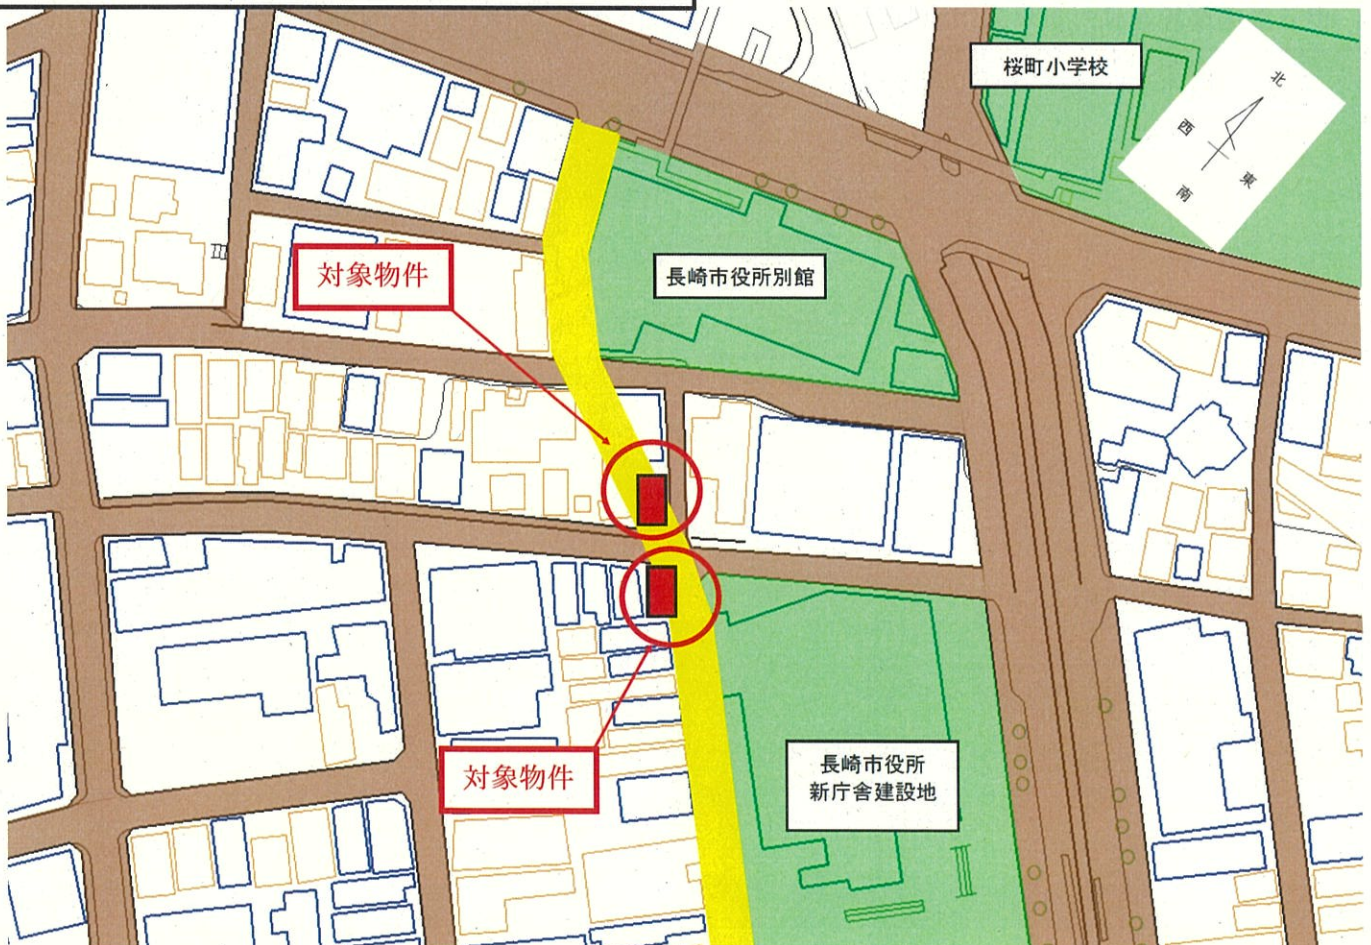 桜町小学校
北
西
東
南
対象物件
長崎市役所別館
対象物件
長崎市役所
新庁舎建設地